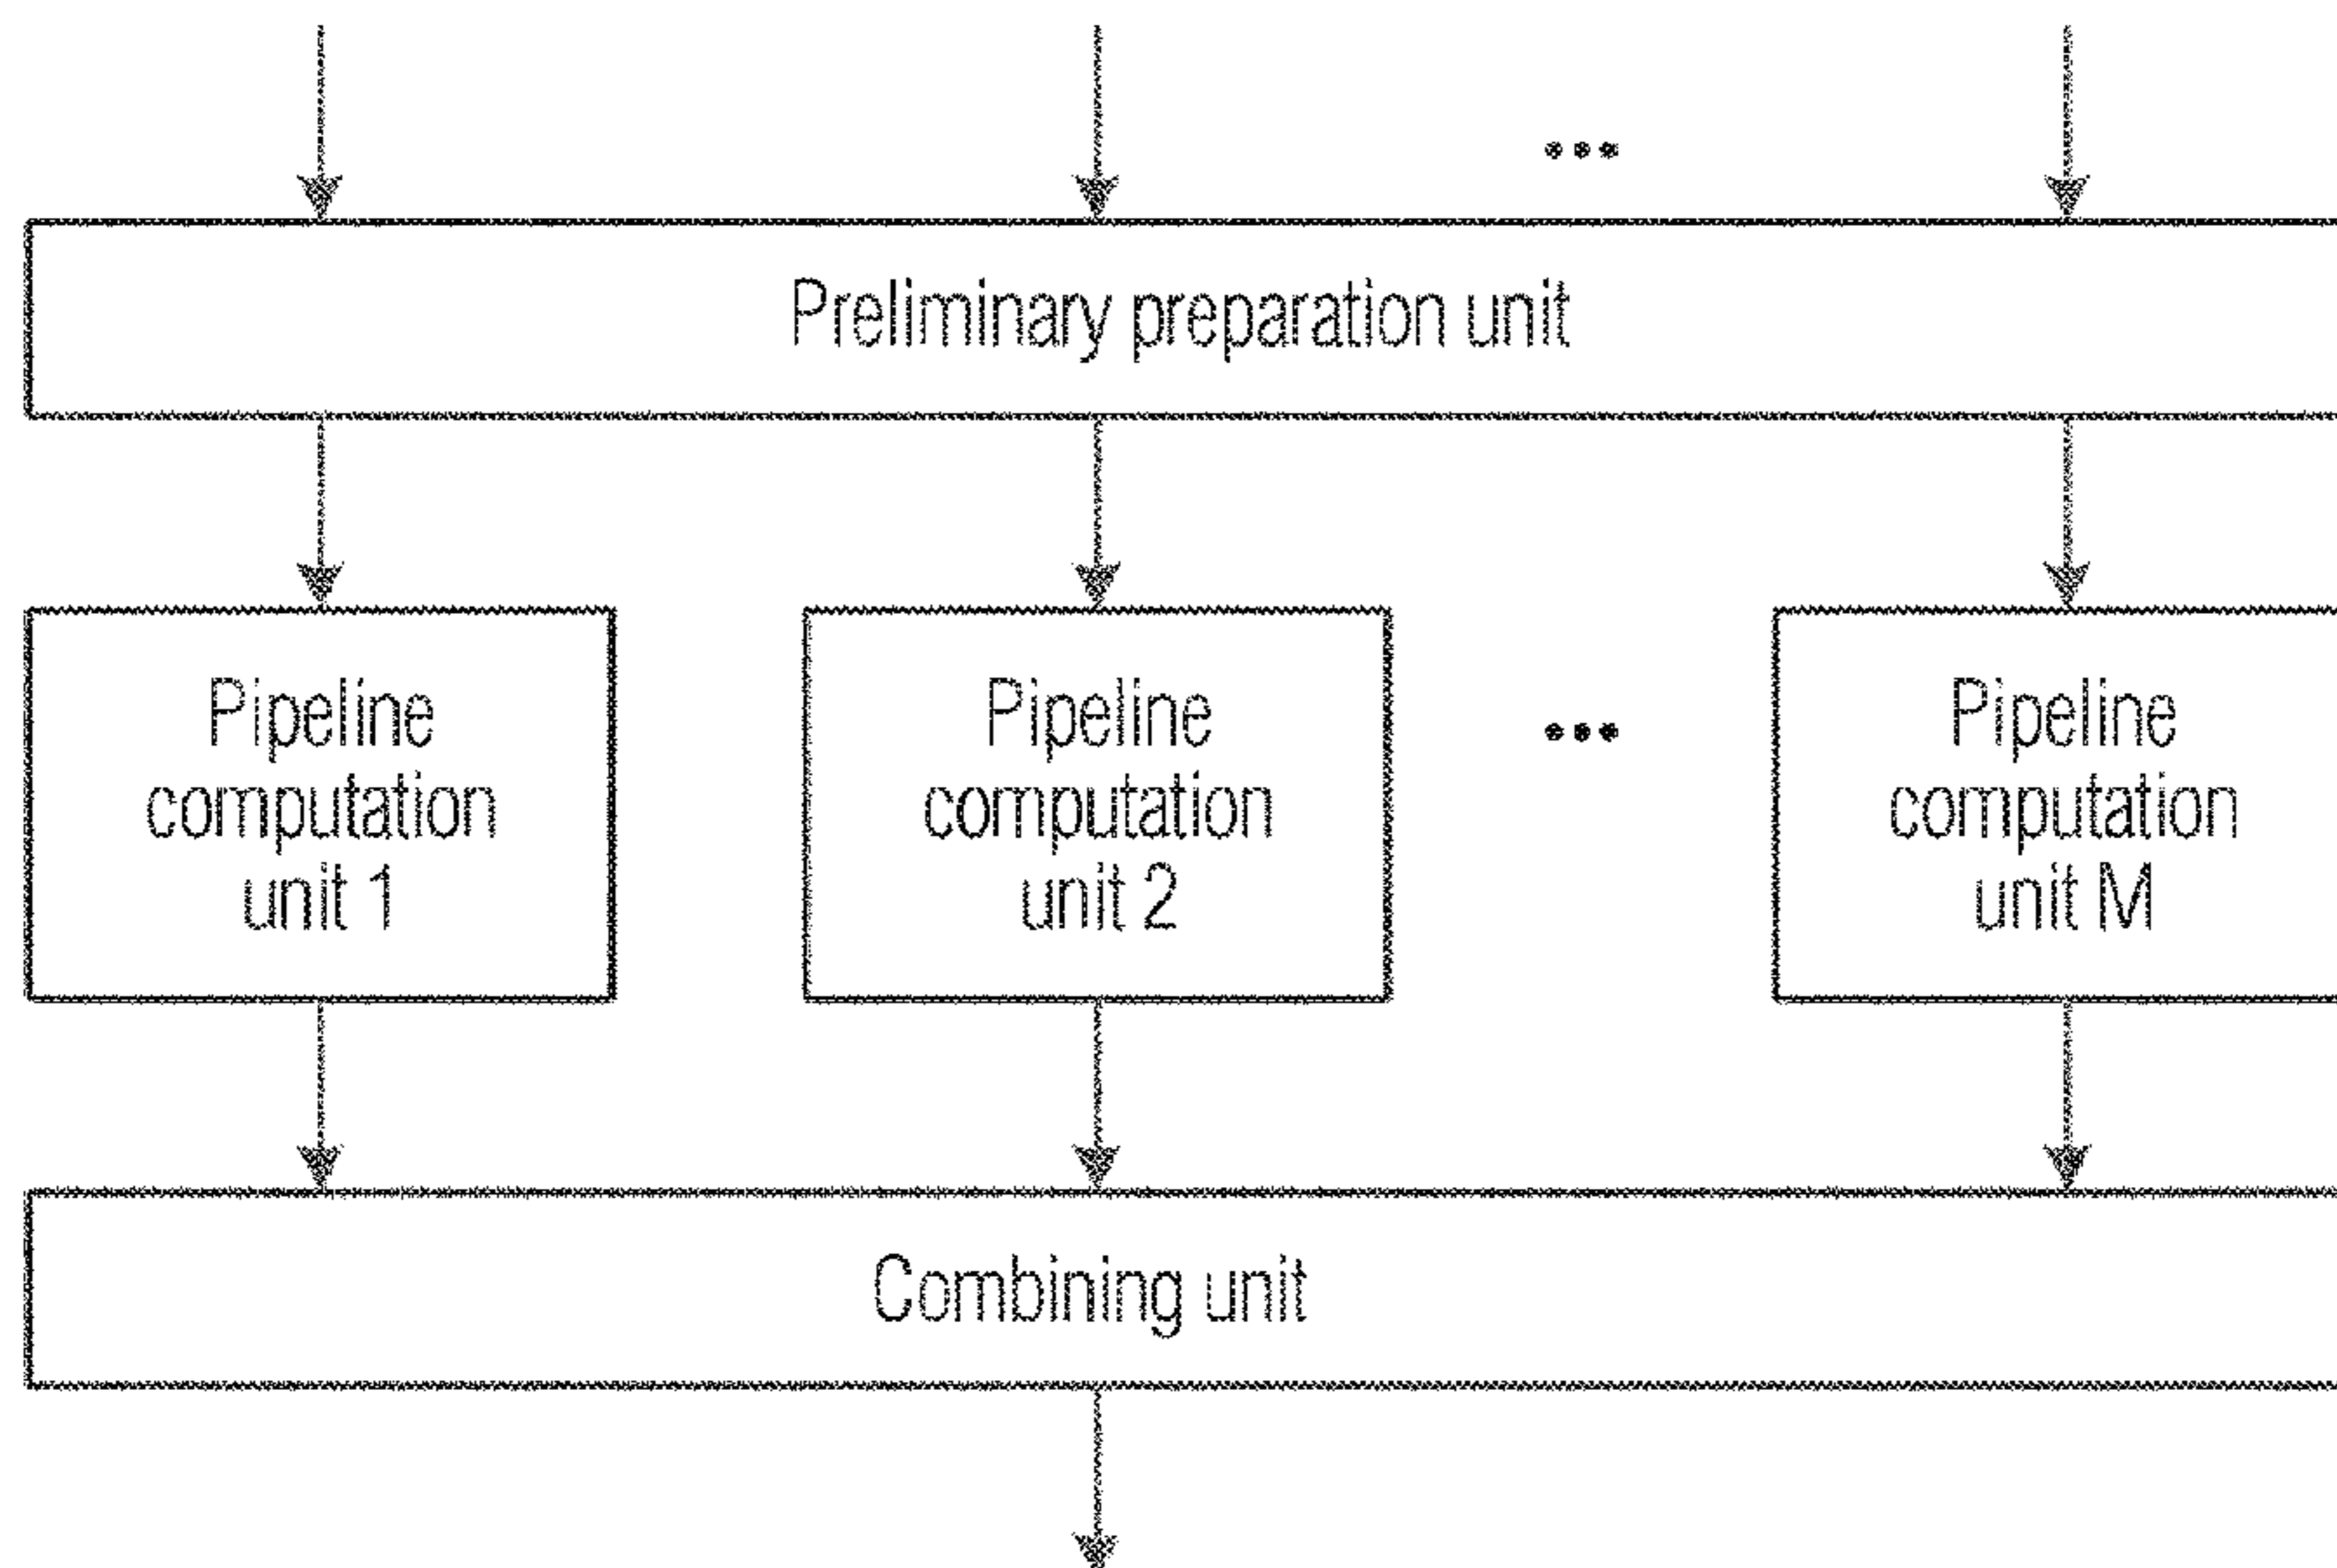 ...
Preliminary preparation unit
Pipeline
computation
unit 1
Pipeline
computation
unit 2
...
Pipeline
computation
unit M
Combining unit